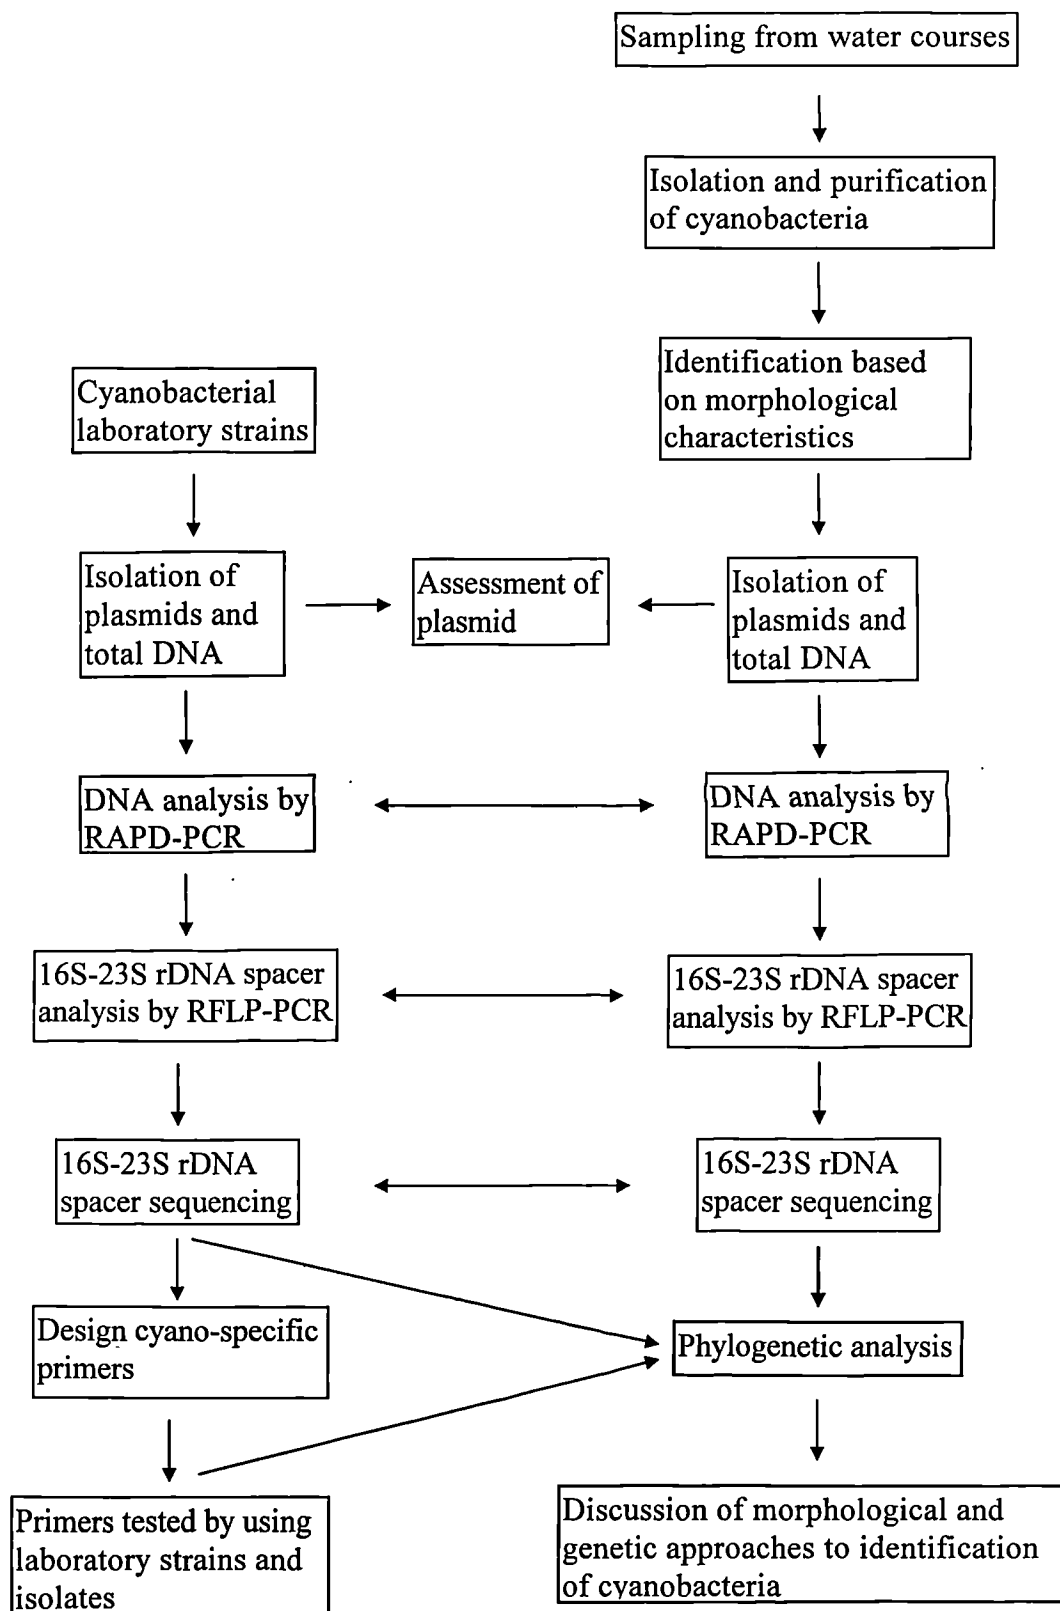 Sampling from water courses
Isolation and purification
of cyanobacteria
Identification based
on morphological
characteristics
Cyanobacterial
laboratory strains
Isolation of
plasmids and
total DNA
Assessment of
plasmid
Isolation of
plasmids and
total DNA
DNA analysis by
RAPD-PCR
DNA analysis by
RAPD-PCR
16S-23S rDNA spacer
analysis by RFLP-PCR
16S-23S rDNA spacer
analysis by RFLP-PCR
16S-23S rDNA
spacer sequencing
16S-23S rDNA
spacer sequencing
Design cyano-specific
primers
Phylogenetic analysis
Primers tested by using
laboratory strains and
isolates
Discussion of morphological and
genetic approaches to identification
of cyanobacteria